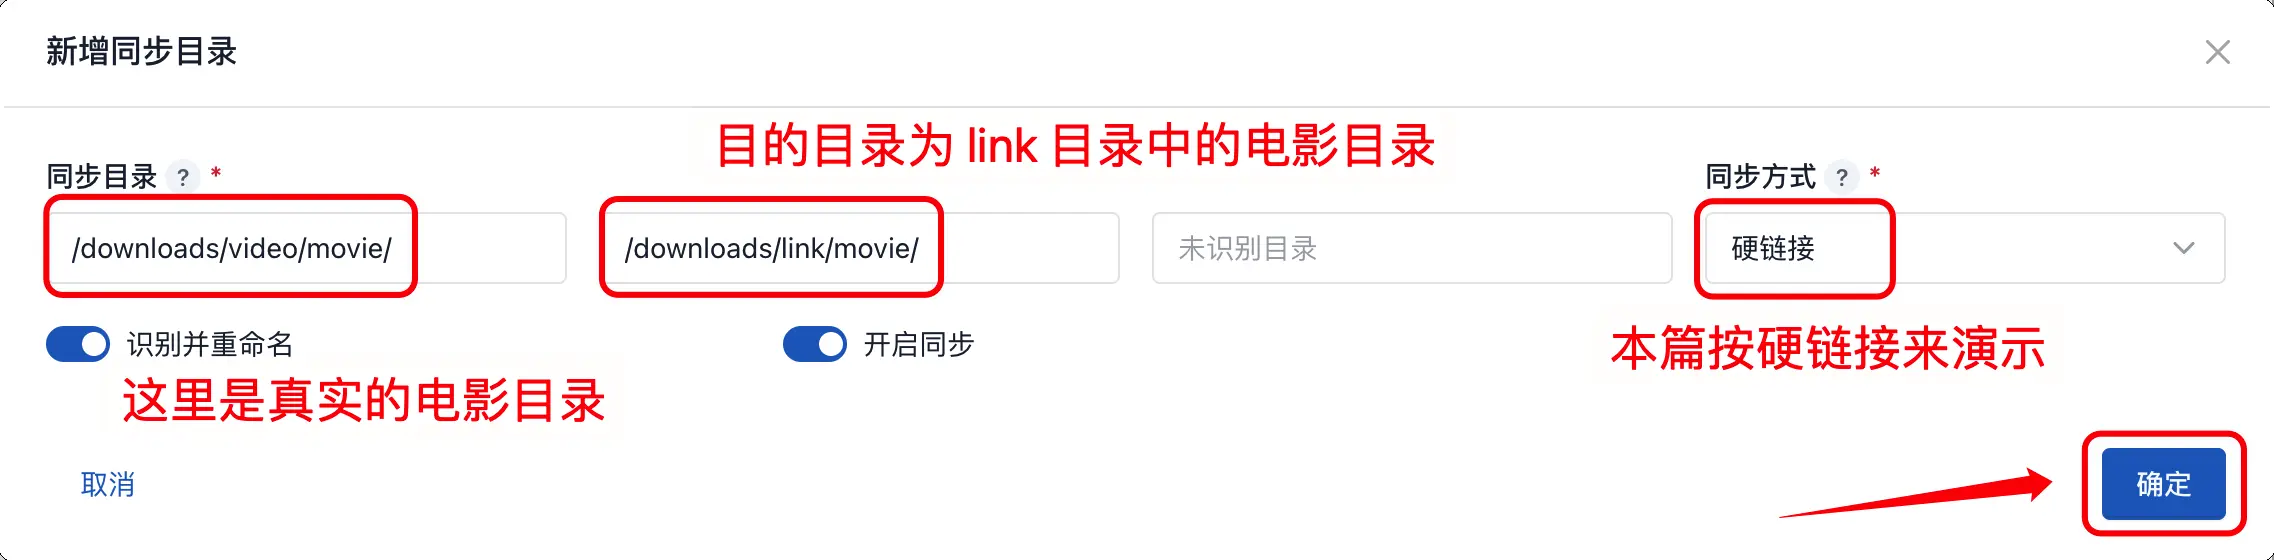 新增同步目录
目的目录为 link 目录中的电影目录
同步目录 ? *
同步方式 ? *
/downloads/video/movie/
/downloads/link/movie/
未识别目录
硬链接
识别并重命名
开启同步
本篇按硬链接来演示
这里是真实的电影目录
取消
确定